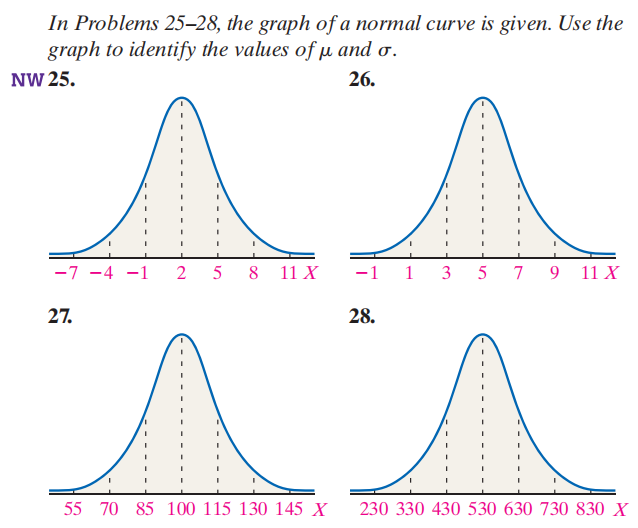 In Problems 25–28, the graph of a normal curve is given. Use the
graph to identify the values of μ and σ.
NW 25.
26.
−7 −4 −1 2 5 8 11 X
−1 1 3 5 7 9 11 X
27.
28.
55 70 85 100 115 130 145 X
230 330 430 530 630 730 830 X